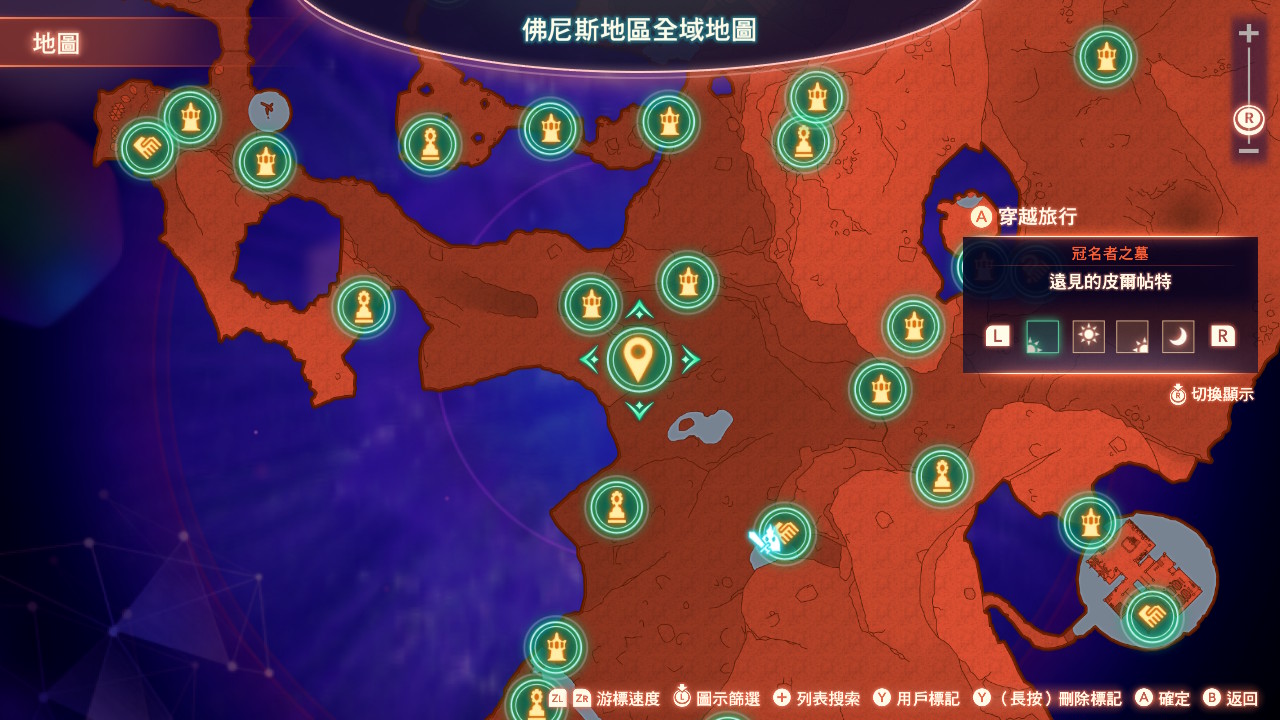 地圖
佛尼斯地區全域地圖
R
A 穿越旅行
冠名者之墓
遠見的皮爾帖特
L R
R 切換顯示
ZL ZR 游標速度 L 圖示篩選 + 列表搜索 Y 用戶標記 Y （長按）刪除標記 A 確定 B 返回